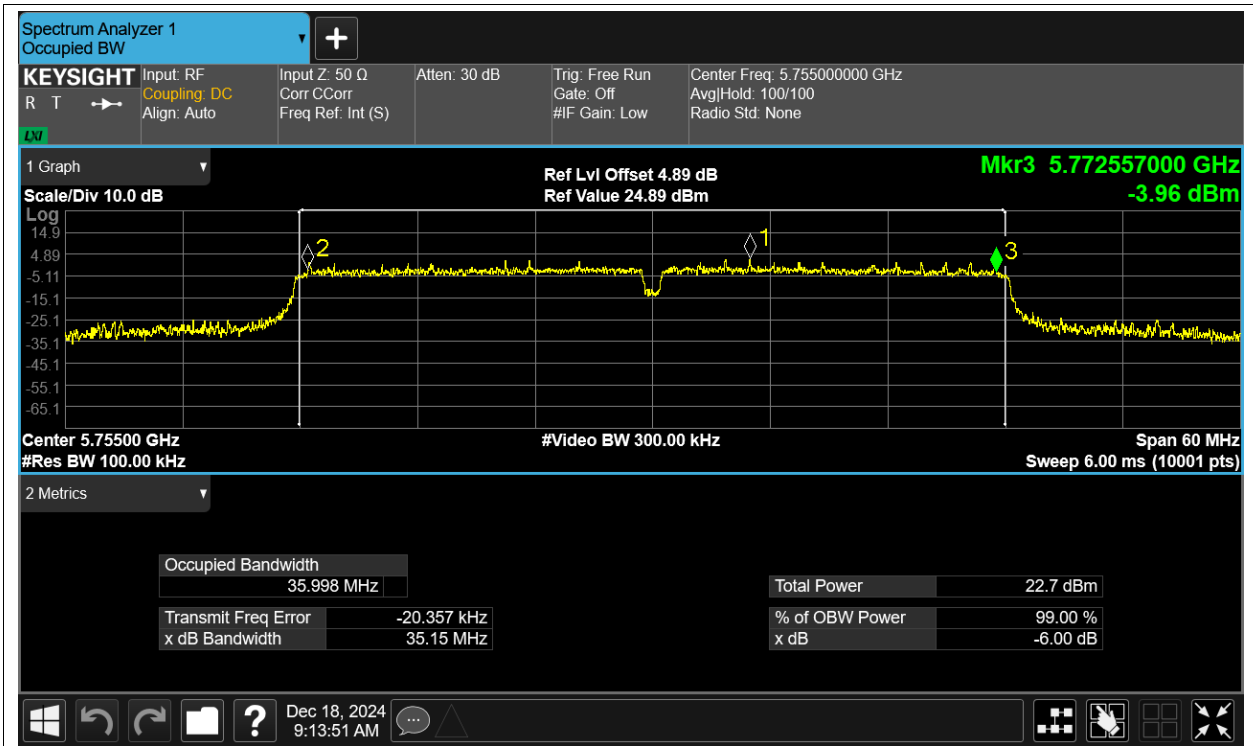 Spectrum Analyzer 1
Occupied BW
KEYSIGHT
R T
LXI
Input: RF
Coupling: DC
Align: Auto
Input Z: 50 Ω
Corr CCorr
Freq Ref: Int (S)
Atten: 30 dB
Trig: Free Run
Gate: Off
#IF Gain: Low
Center Freq: 5.755000000 GHz
Avg|Hold: 100/100
Radio Std: None
1 Graph
Scale/Div 10.0 dB
Ref Lvl Offset 4.89 dB
Ref Value 24.89 dBm
Mkr3 5.772557000 GHz
-3.96 dBm
Log
14.9
4.89
-5.11
-15.1
-25.1
-35.1
-45.1
-55.1
-65.1
2
1
3
Center 5.75500 GHz
#Res BW 100.00 kHz
#Video BW 300.00 kHz
Span 60 MHz
Sweep 6.00 ms (10001 pts)
2 Metrics
Occupied Bandwidth
35.998 MHz
Transmit Freq Error -20.357 kHz
x dB Bandwidth 35.15 MHz
Total Power 22.7 dBm
% of OBW Power 99.00 %
x dB -6.00 dB
?
Dec 18, 2024
9:13:51 AM